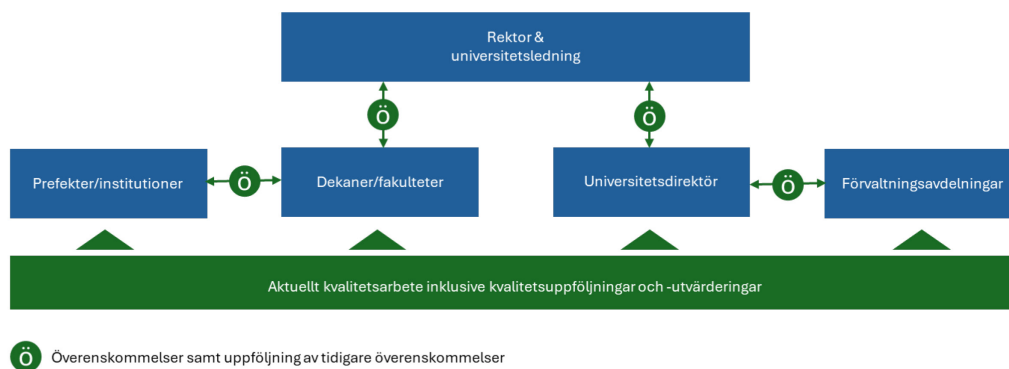 Rektor &
universitetsledning
Ö
Ö
Prefekter/institutioner
Ö
Dekaner/fakulteter
Universitetsdirektör
Ö
Förvaltningsavdelningar
Aktuellt kvalitetsarbete inklusive kvalitetsuppföljningar och -utvärderingar
Ö Överenskommelser samt uppföljning av tidigare överenskommelser